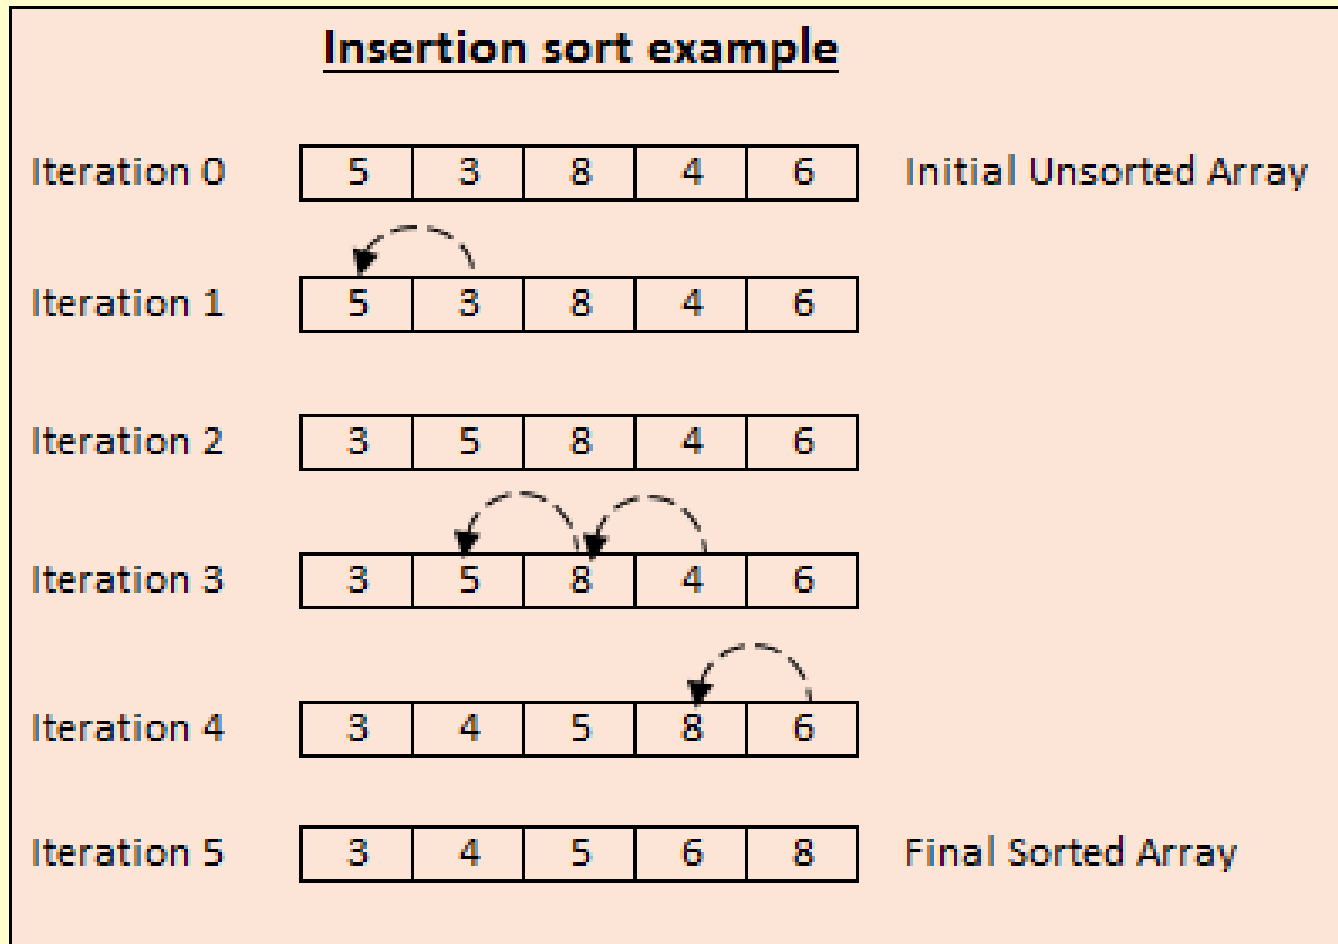 Insertion sort example
Iteration 0 5 3 8 4 6 Initial Unsorted Array
Iteration 1 5 3 8 4 6
Iteration 2 3 5 8 4 6
Iteration 3 3 5 8 4 6
Iteration 4 3 4 5 8 6
Iteration 5 3 4 5 6 8 Final Sorted Array